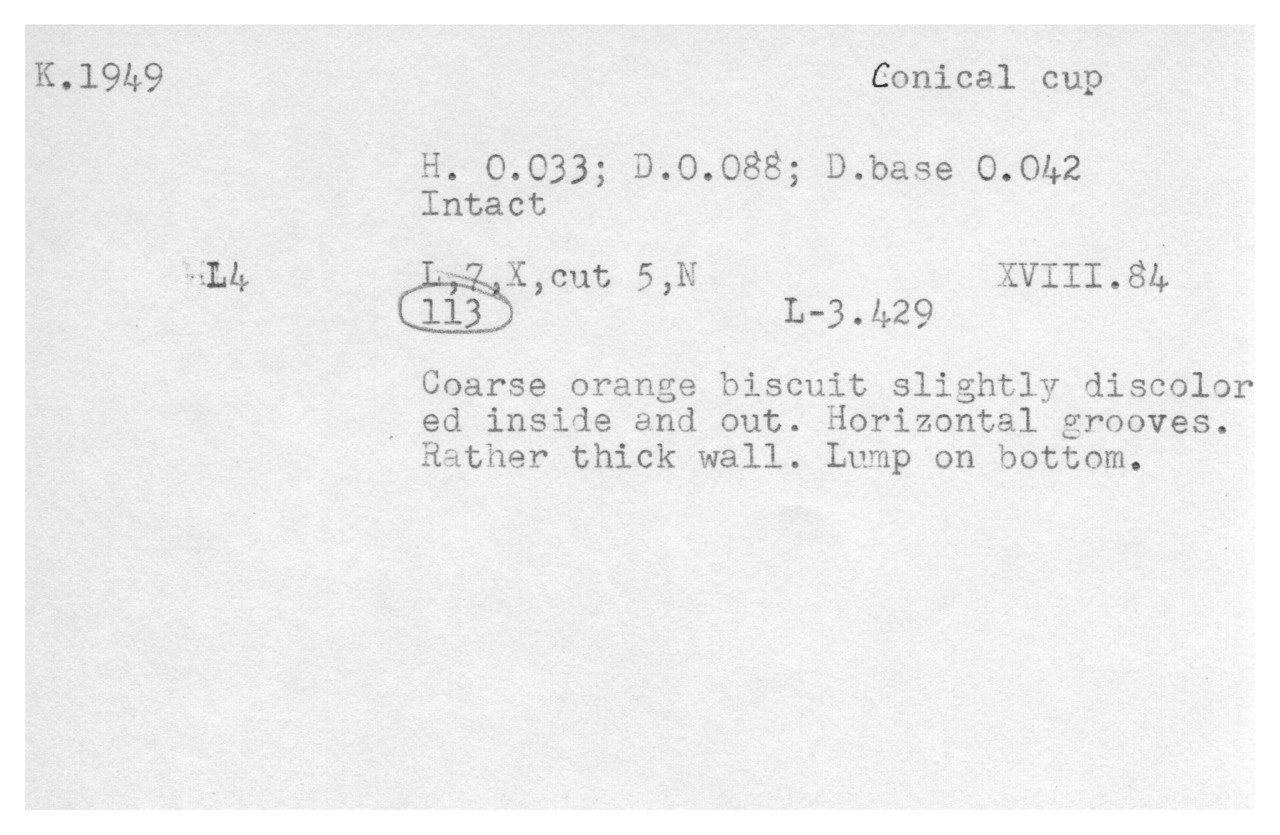 K.1949 Conical cup
H. 0.033; D.0.088; D.base 0.042
Intact
L4 L,7,X,cut 5,N XVIII.84
113 L-3.429
Coarse orange biscuit slightly discolor
ed inside and out. Horizontal grooves.
Rather thick wall. Lump on bottom.